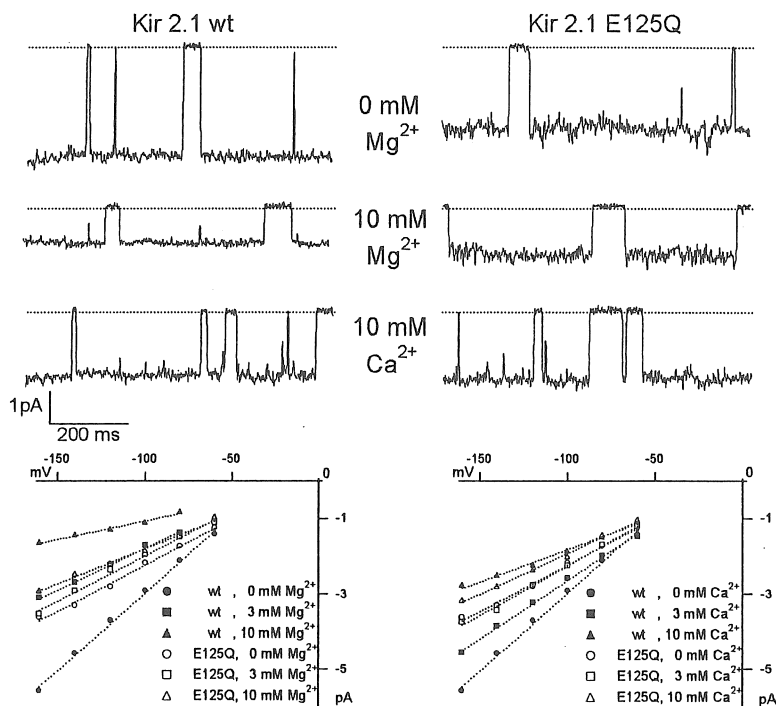 Kir 2.1 wt
Kir 2.1 E125Q
0 mM
Mg2+
10 mM
Mg2+
10 mM
Ca2+
1pA
200 ms
-150 -100 -50
mV 0
-1
-3
-5
pA
wt , 0 mM Mg2+
wt , 3 mM Mg2+
wt , 10 mM Mg2+
E125Q, 0 mM Mg2+
E125Q, 3 mM Mg2+
E125Q, 10 mM Mg2+
-150 -100 -50
mV 0
-1
-3
-5
pA
wt , 0 mM Ca2+
wt , 3 mM Ca2+
wt , 10 mM Ca2+
E125Q, 0 mM Ca2+
E125Q, 3 mM Ca2+
E125Q, 10 mM Ca2+